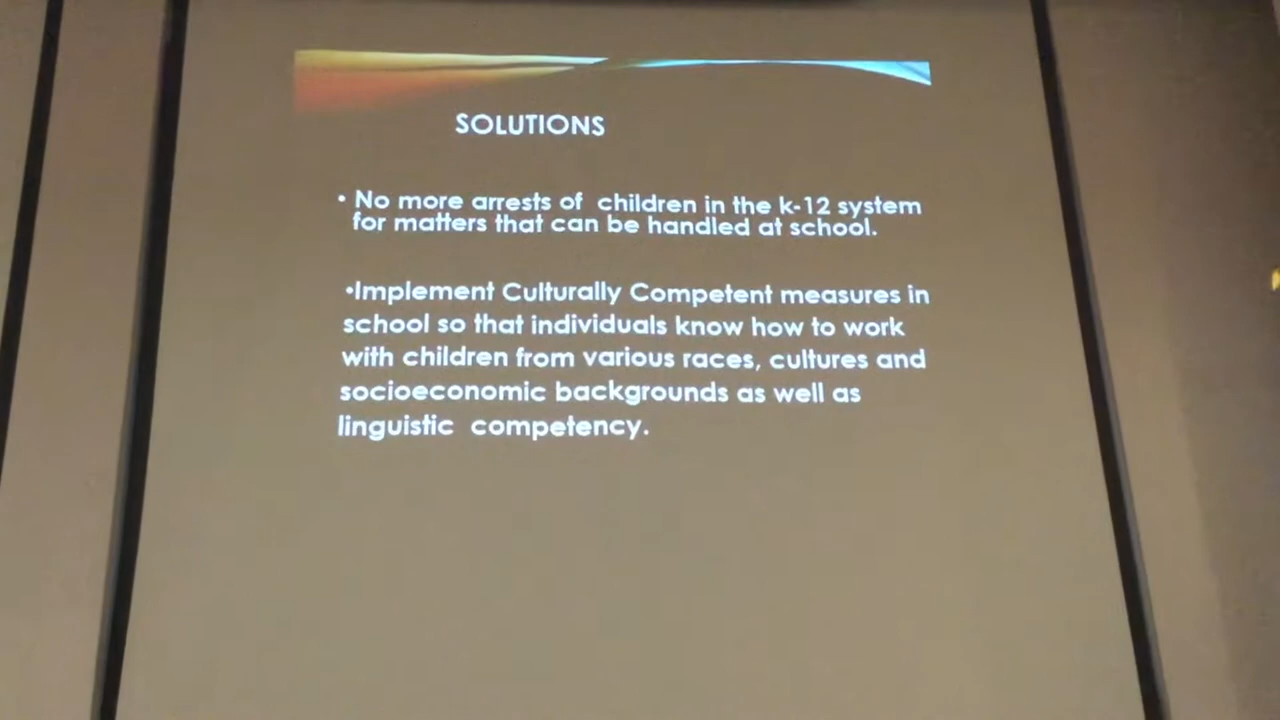 SOLUTIONS
• No more arrests of children in the k-12 system
for matters that can be handled at school.
•Implement Culturally Competent measures in
school so that individuals know how to work
with children from various races, cultures and
socioeconomic backgrounds as well as
linguistic competency.